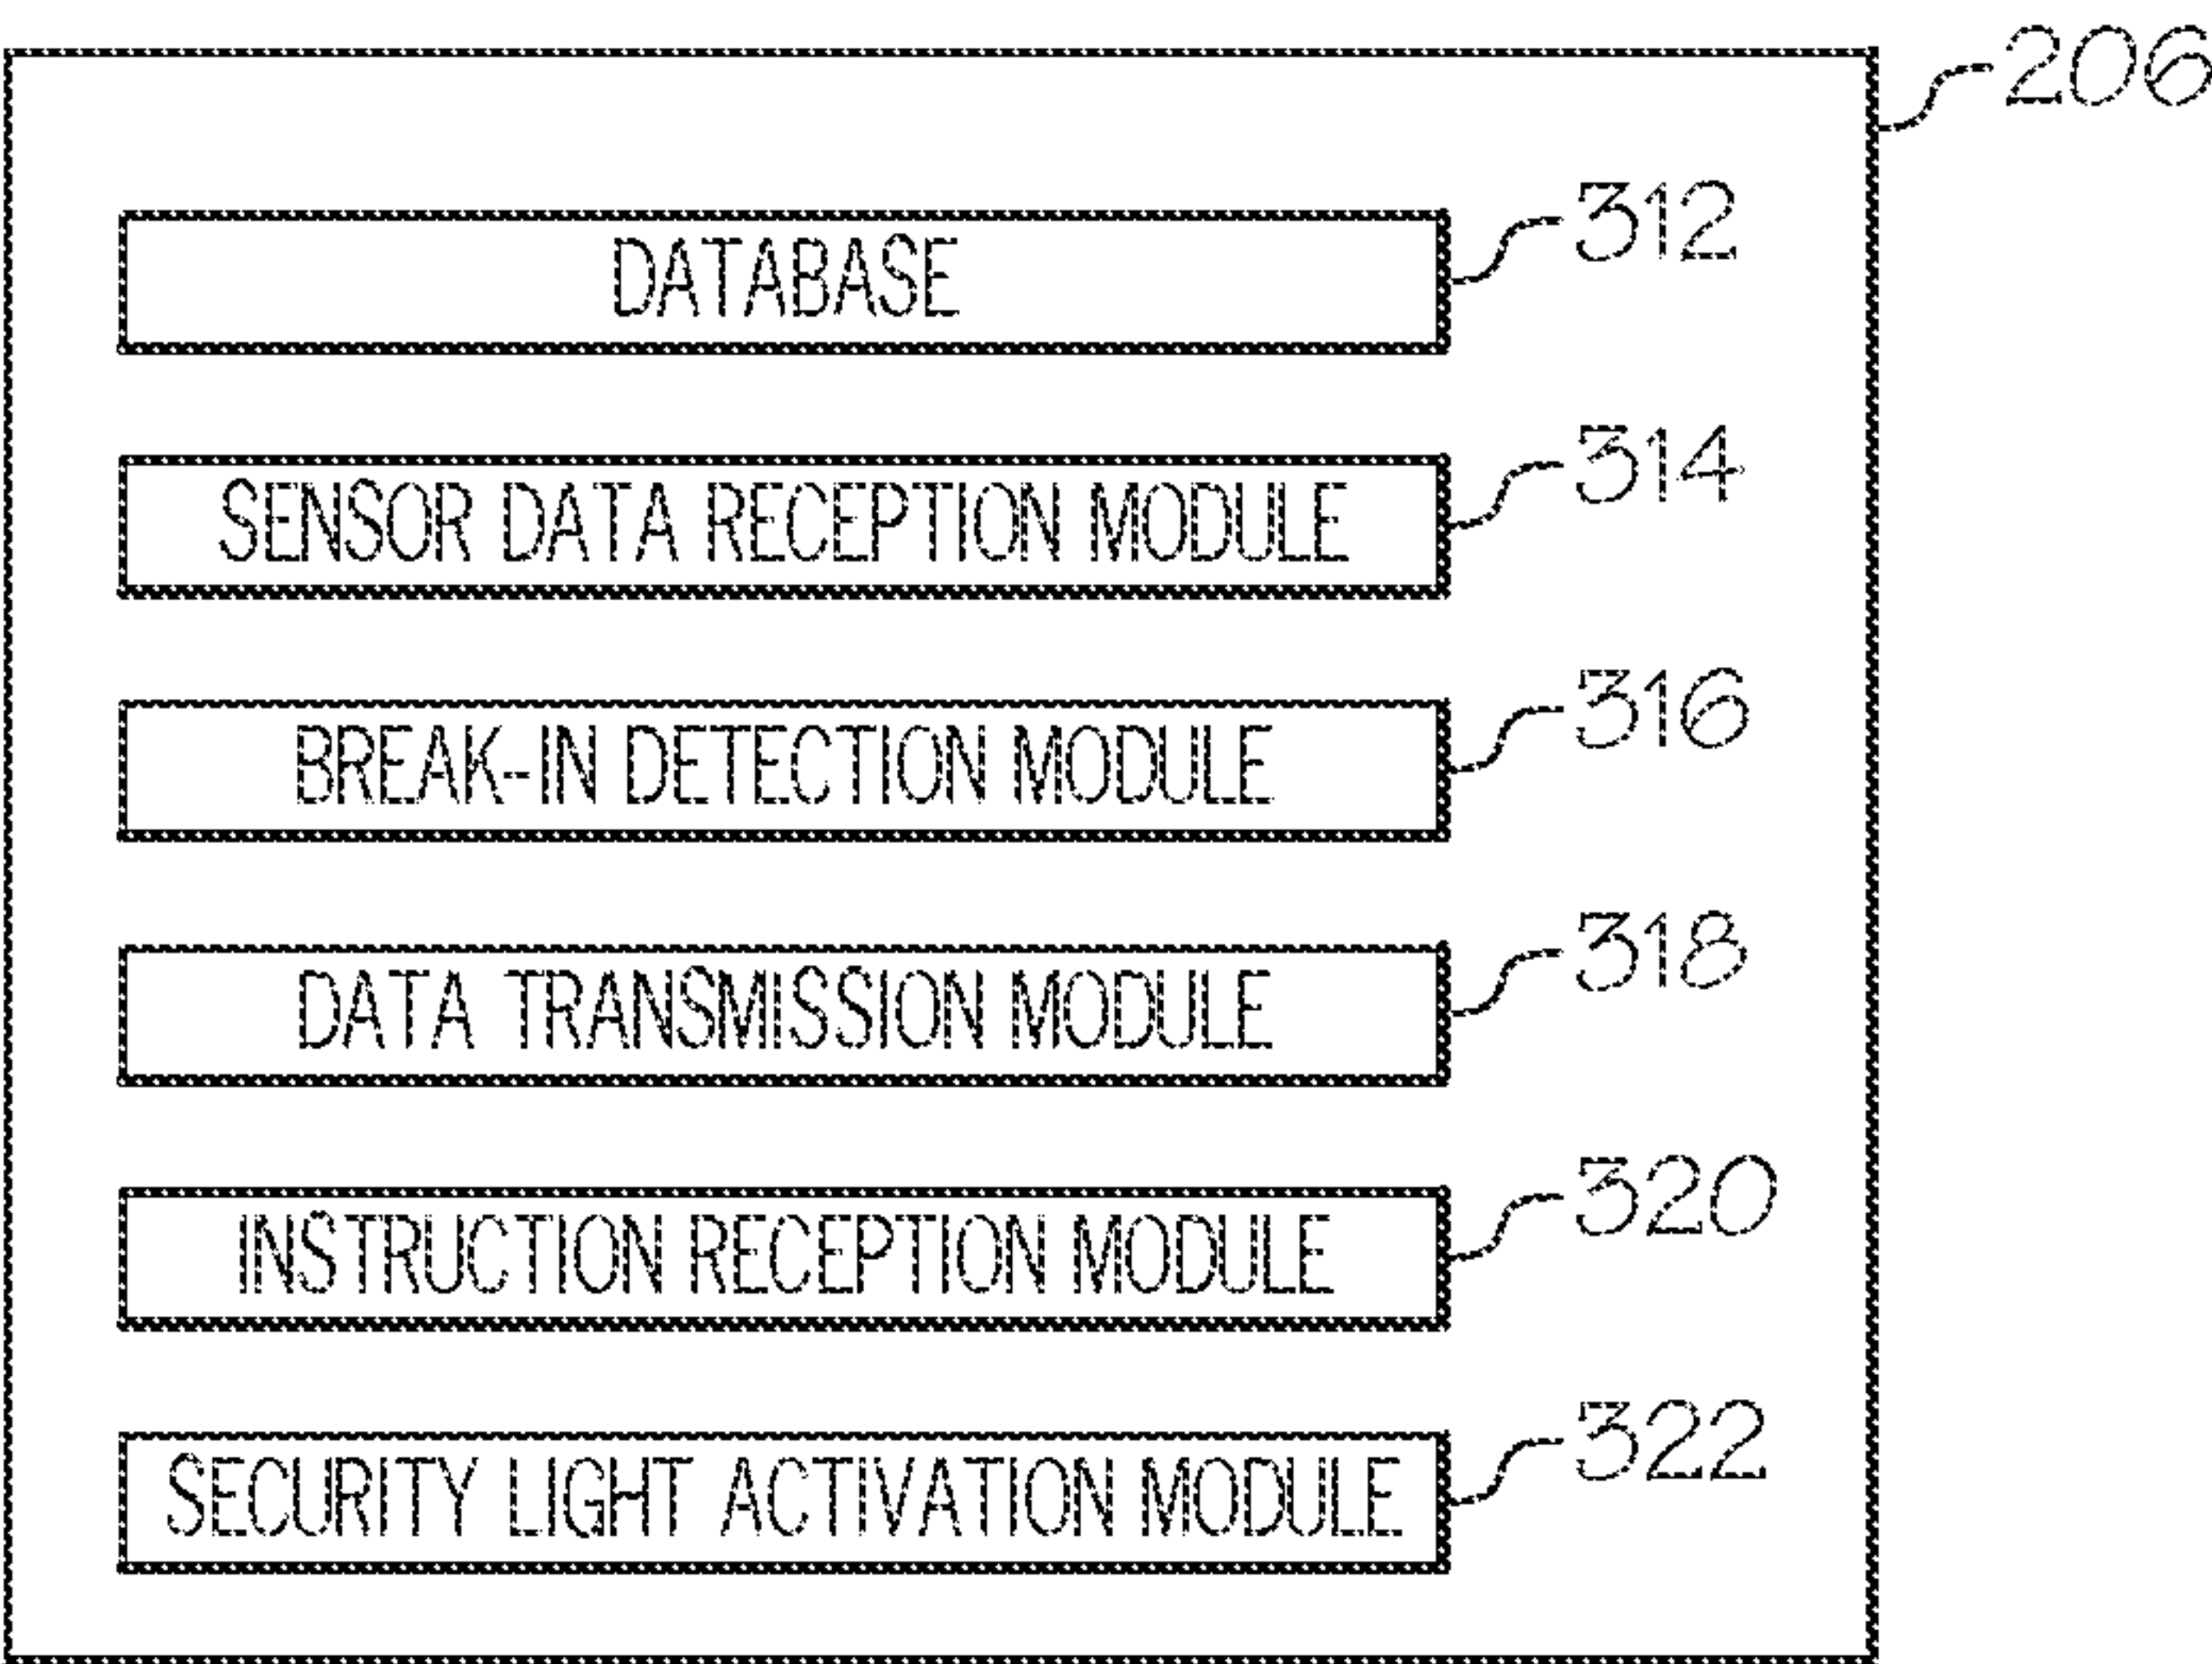 206
DATABASE 312
SENSOR DATA RECEPTION MODULE 314
BREAK-IN DETECTION MODULE 316
DATA TRANSMISSION MODULE 318
INSTRUCTION RECEPTION MODULE 320
SECURITY LIGHT ACTIVATION MODULE 322